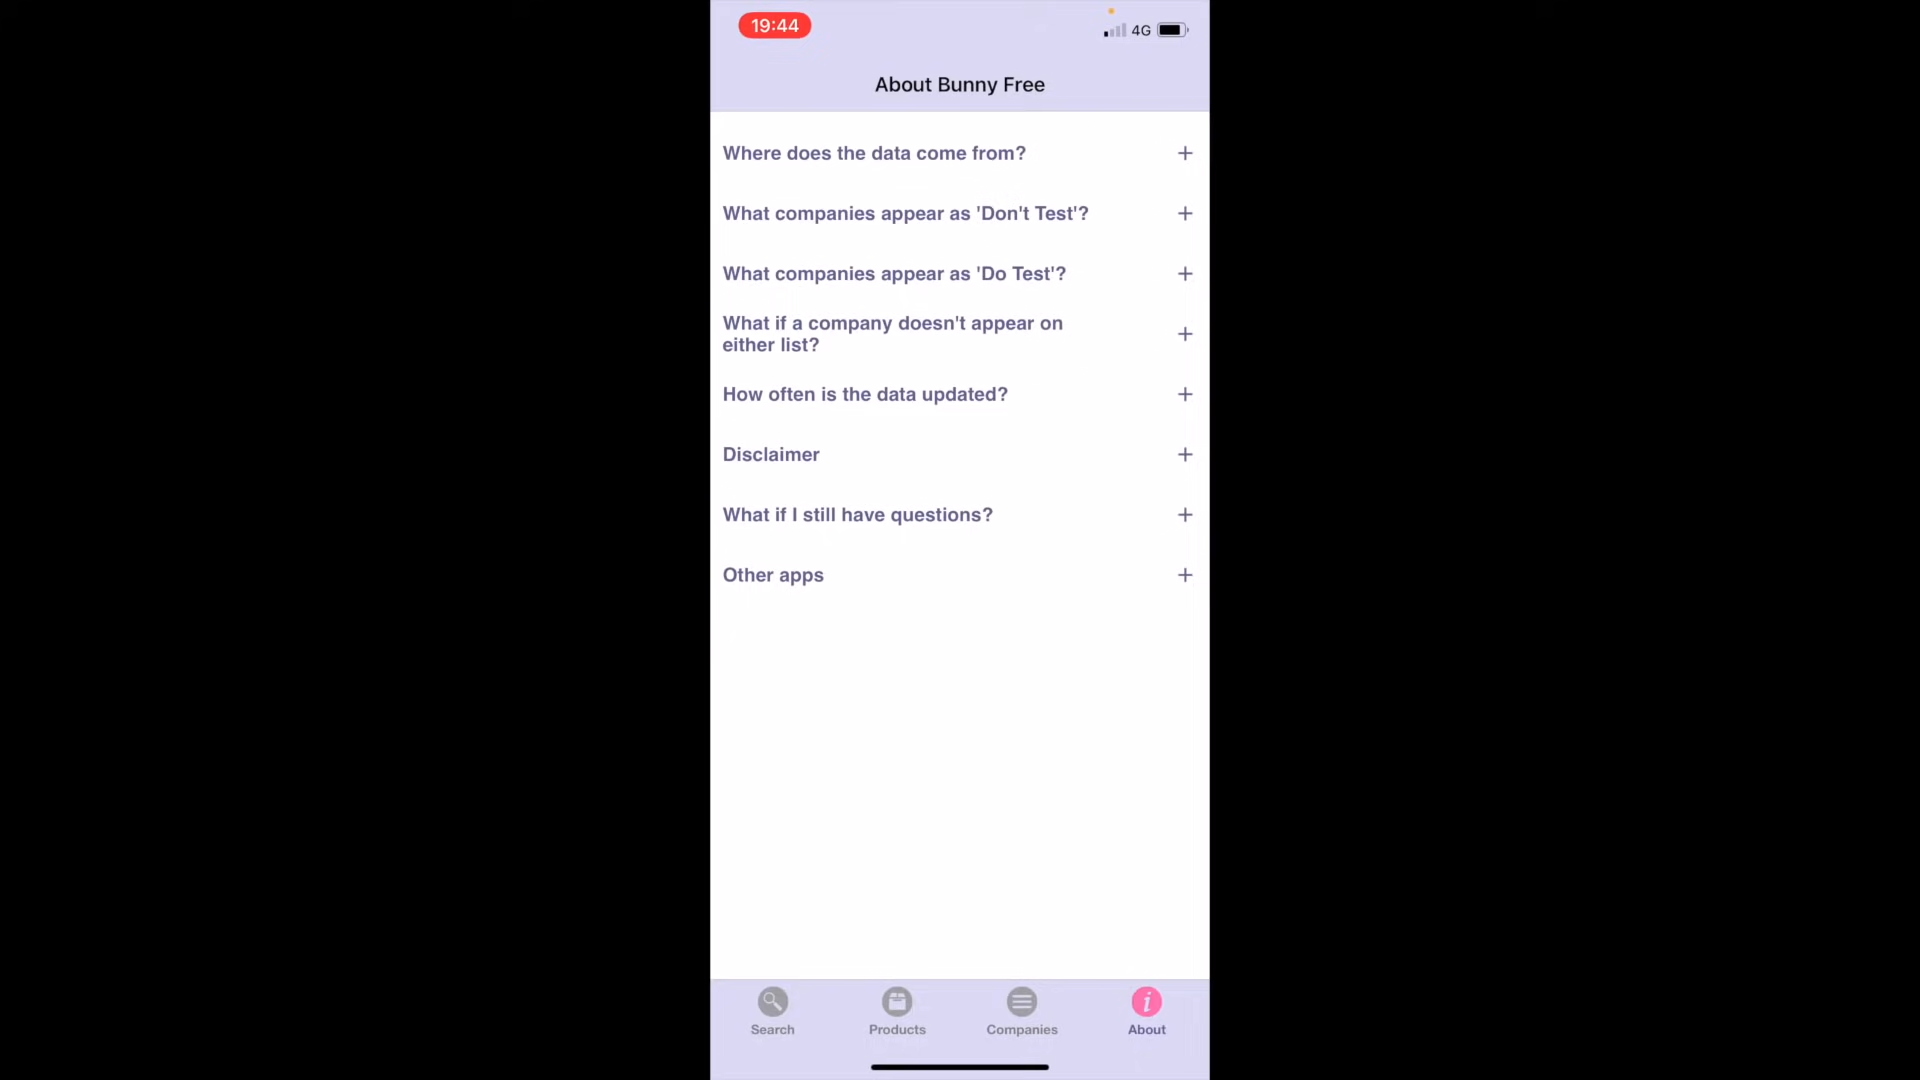 19:44
4G
About Bunny Free
Where does the data come from?
What companies appear as 'Don't Test'?
What companies appear as 'Do Test'?
What if a company doesn't appear on
either list?
How often is the data updated?
Disclaimer
What if I still have questions?
Other apps
Search
Products
Companies
About